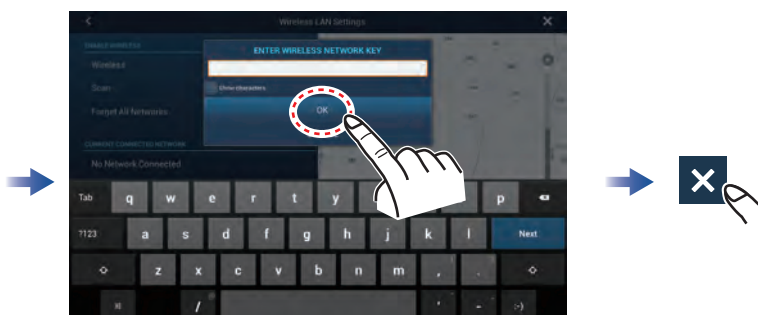 Wireless LAN Settings
ENABLE WIRELESS
ENTER WIRELESS NETWORK KEY
Wireless
Show characters
Scan
OK
Forget All Networks
CURRENT CONNECTED NETWORK
No Network Connected
Tab q w e r t y p
?123 a s d f g h j k l Next
z x c v b n m , .
/ ' - :-)